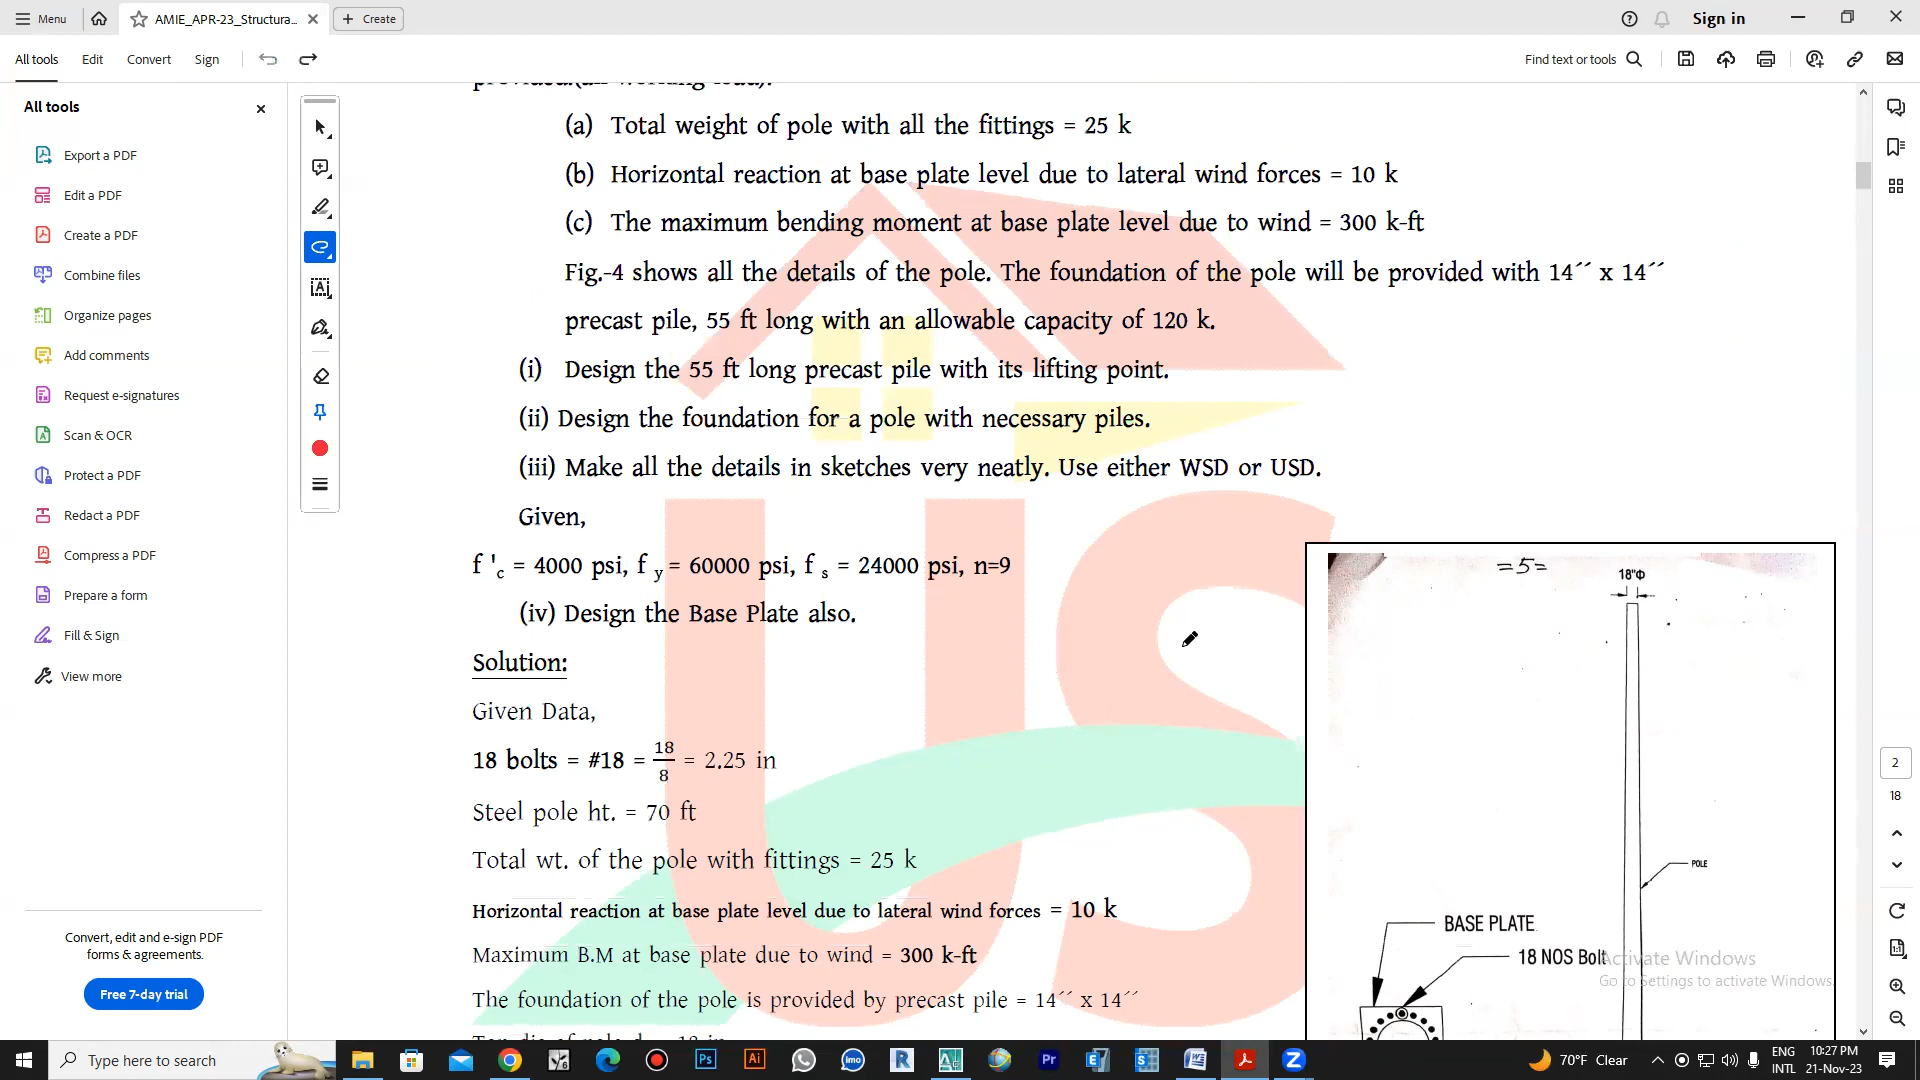 Menu
AMIE_APR-23_Structura...
Create
Sign in
All tools
Edit
Convert
Sign
Find text or tools
All tools
Export a PDF
Edit a PDF
Create a PDF
Combine files
Organize pages
Add comments
Request e-signatures
Scan & OCR
Protect a PDF
Redact a PDF
Compress a PDF
Prepare a form
Fill & Sign
View more
Convert, edit and e-sign PDF
forms & agreements.
Free 7-day trial
(a) Total weight of pole with all the fittings = 25 k
(b) Horizontal reaction at base plate level due to lateral wind forces = 10 k
(c) The maximum bending moment at base plate level due to wind = 300 k-ft
Fig.-4 shows all the details of the pole. The foundation of the pole will be provided with 14´´ x 14´´
precast pile, 55 ft long with an allowable capacity of 120 k.
(i) Design the 55 ft long precast pile with its lifting point.
(ii) Design the foundation for a pole with necessary piles.
(iii) Make all the details in sketches very neatly. Use either WSD or USD.
Given,
f 'c = 4000 psi, f y = 60000 psi, f s = 24000 psi, n=9
(iv) Design the Base Plate also.
Solution:
Given Data,
18 bolts = #18 = 18/8 = 2.25 in
Steel pole ht. = 70 ft
Total wt. of the pole with fittings = 25 k
Horizontal reaction at base plate level due to lateral wind forces = 10 k
Maximum B.M at base plate due to wind = 300 k-ft
The foundation of the pole is provided by precast pile = 14´´ x 14´´
=5=
18"Φ
POLE
BASE PLATE
18 NOS Bolt
Activate Windows
Go to Settings to activate Windows.
US
2
18
Type here to search
70°F Clear
ENG
INTL
10:27 PM
21-Nov-23